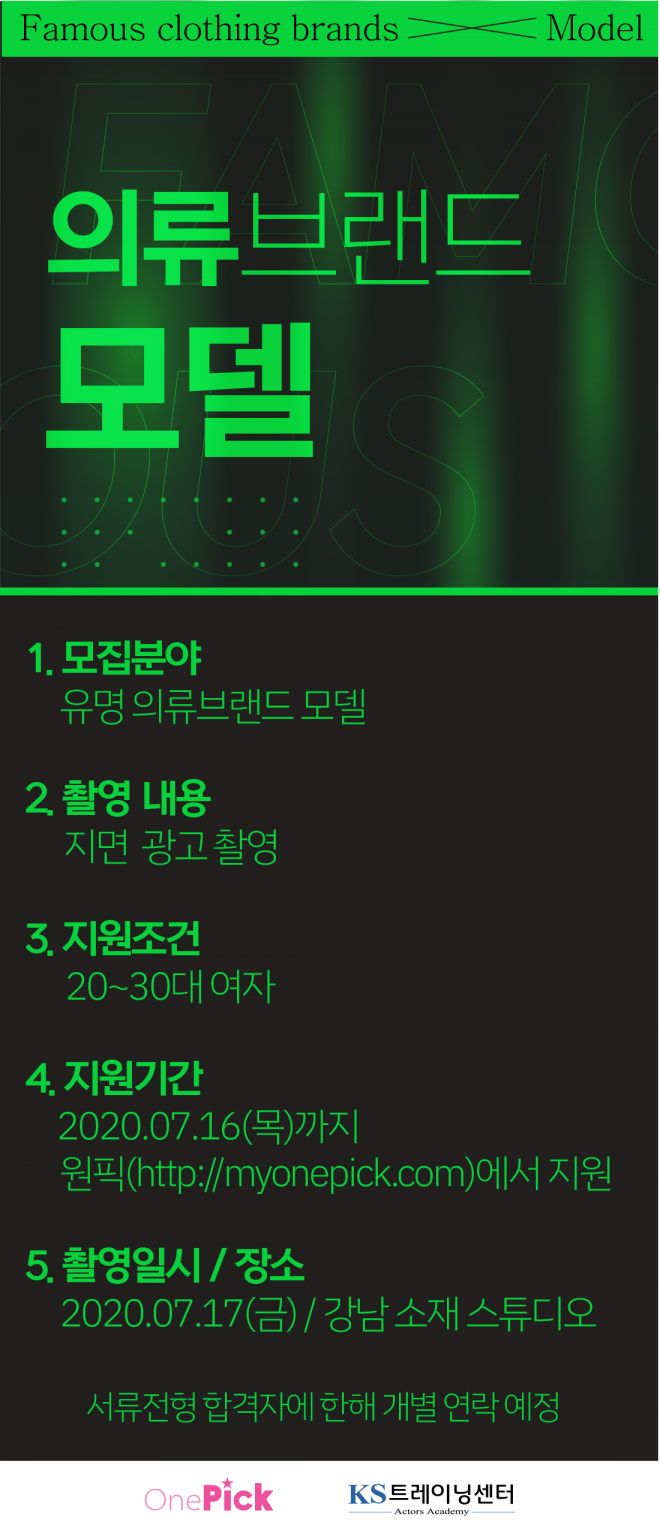 Famous clothing brands Model
FAMO
의류브랜드
모델
OUS
1. 모집분야
유명 의류브랜드 모델
2. 촬영 내용
지면 광고 촬영
3. 지원조건
20~30대 여자
4. 지원기간
2020.07.16(목)까지
원픽(http://myonepick.com)에서 지원
5. 촬영일시 / 장소
2020.07.17(금) / 강남 소재 스튜디오
서류전형 합격자에 한해 개별 연락 예정
OnePick
KS트레이닝센터
Actors Academy